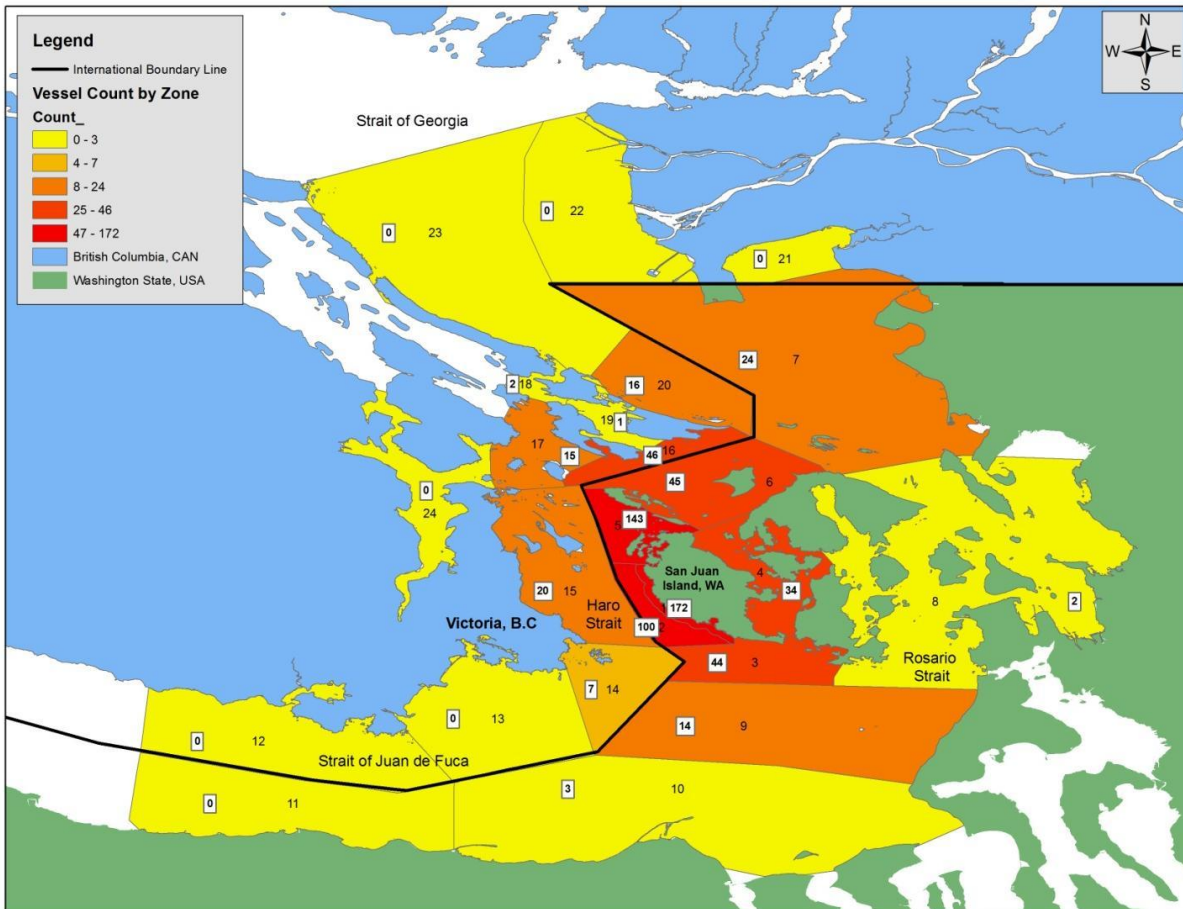 Legend
International Boundary Line
Vessel Count by Zone
Count_
0 - 3
4 - 7
8 - 24
25 - 46
47 - 172
British Columbia, CAN
Washington State, USA
N
W E
S
Strait of Georgia
0 22
0 23
0 21
24 7
16 20
2 18
19 1
17 15
46 16
45 6
0
24
143
5
San Juan
Island, WA
4
34
172
1
20 15
Haro
Strait
100 2
8
2
Victoria, B.C
44 3
Rosario
Strait
7 14
0 13
0 12
14 9
Strait of Juan de Fuca
3 10
0 11